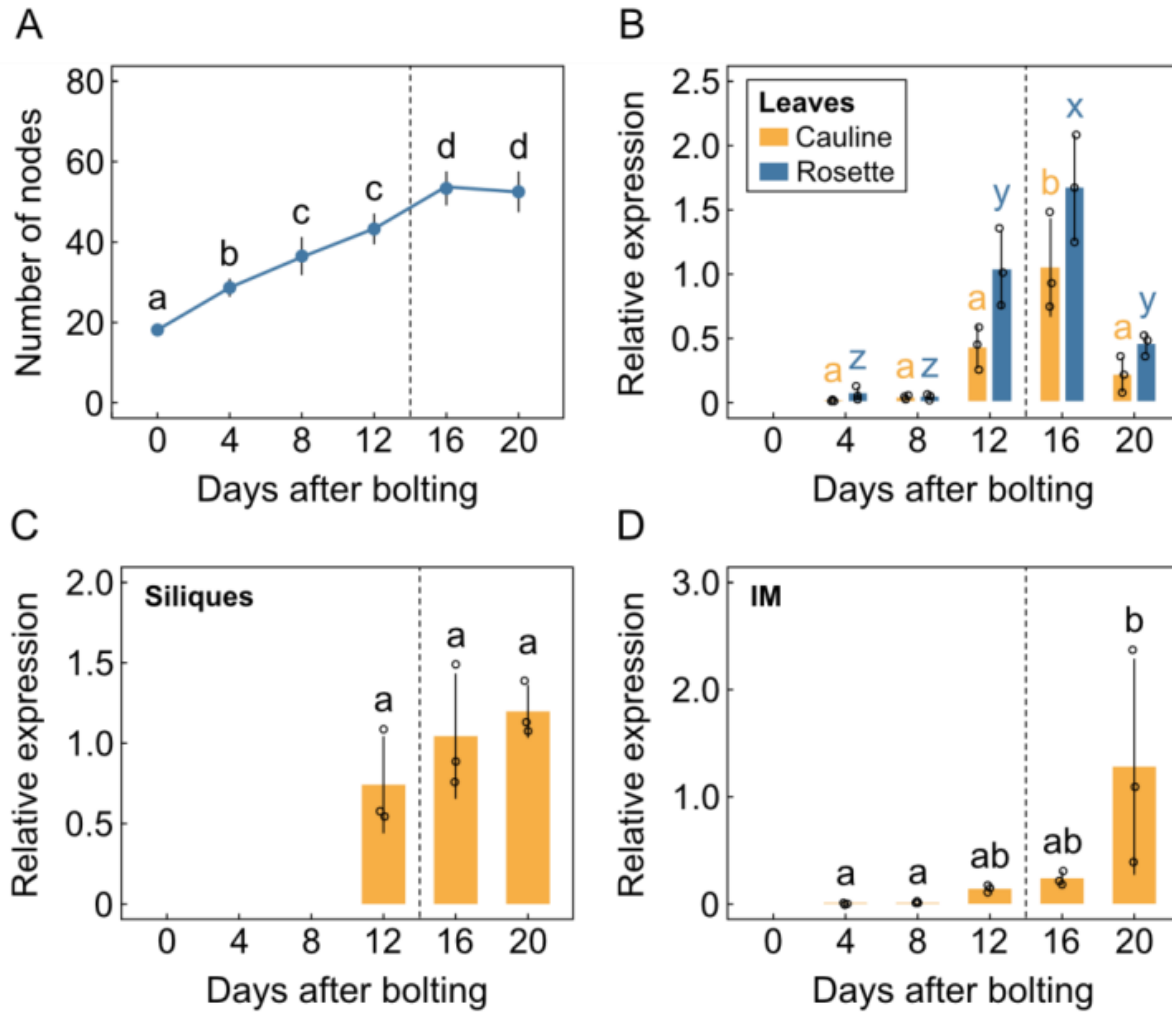 A
Number of nodes
80
60
40
20
0
a
b
c
c
d
d
0 4 8 12 16 20
Days after bolting
B
Relative expression
2.5
2.0
1.5
1.0
0.5
0
Leaves
Cauline
Rosette
a z
a z
a y
b x
a y
0 4 8 12 16 20
Days after bolting
C
Relative expression
2.0
1.5
1.0
0.5
0
Siliques
a
a
a
0 4 8 12 16 20
Days after bolting
D
Relative expression
3.0
2.0
1.0
0
IM
a
a
ab
ab
b
0 4 8 12 16 20
Days after bolting